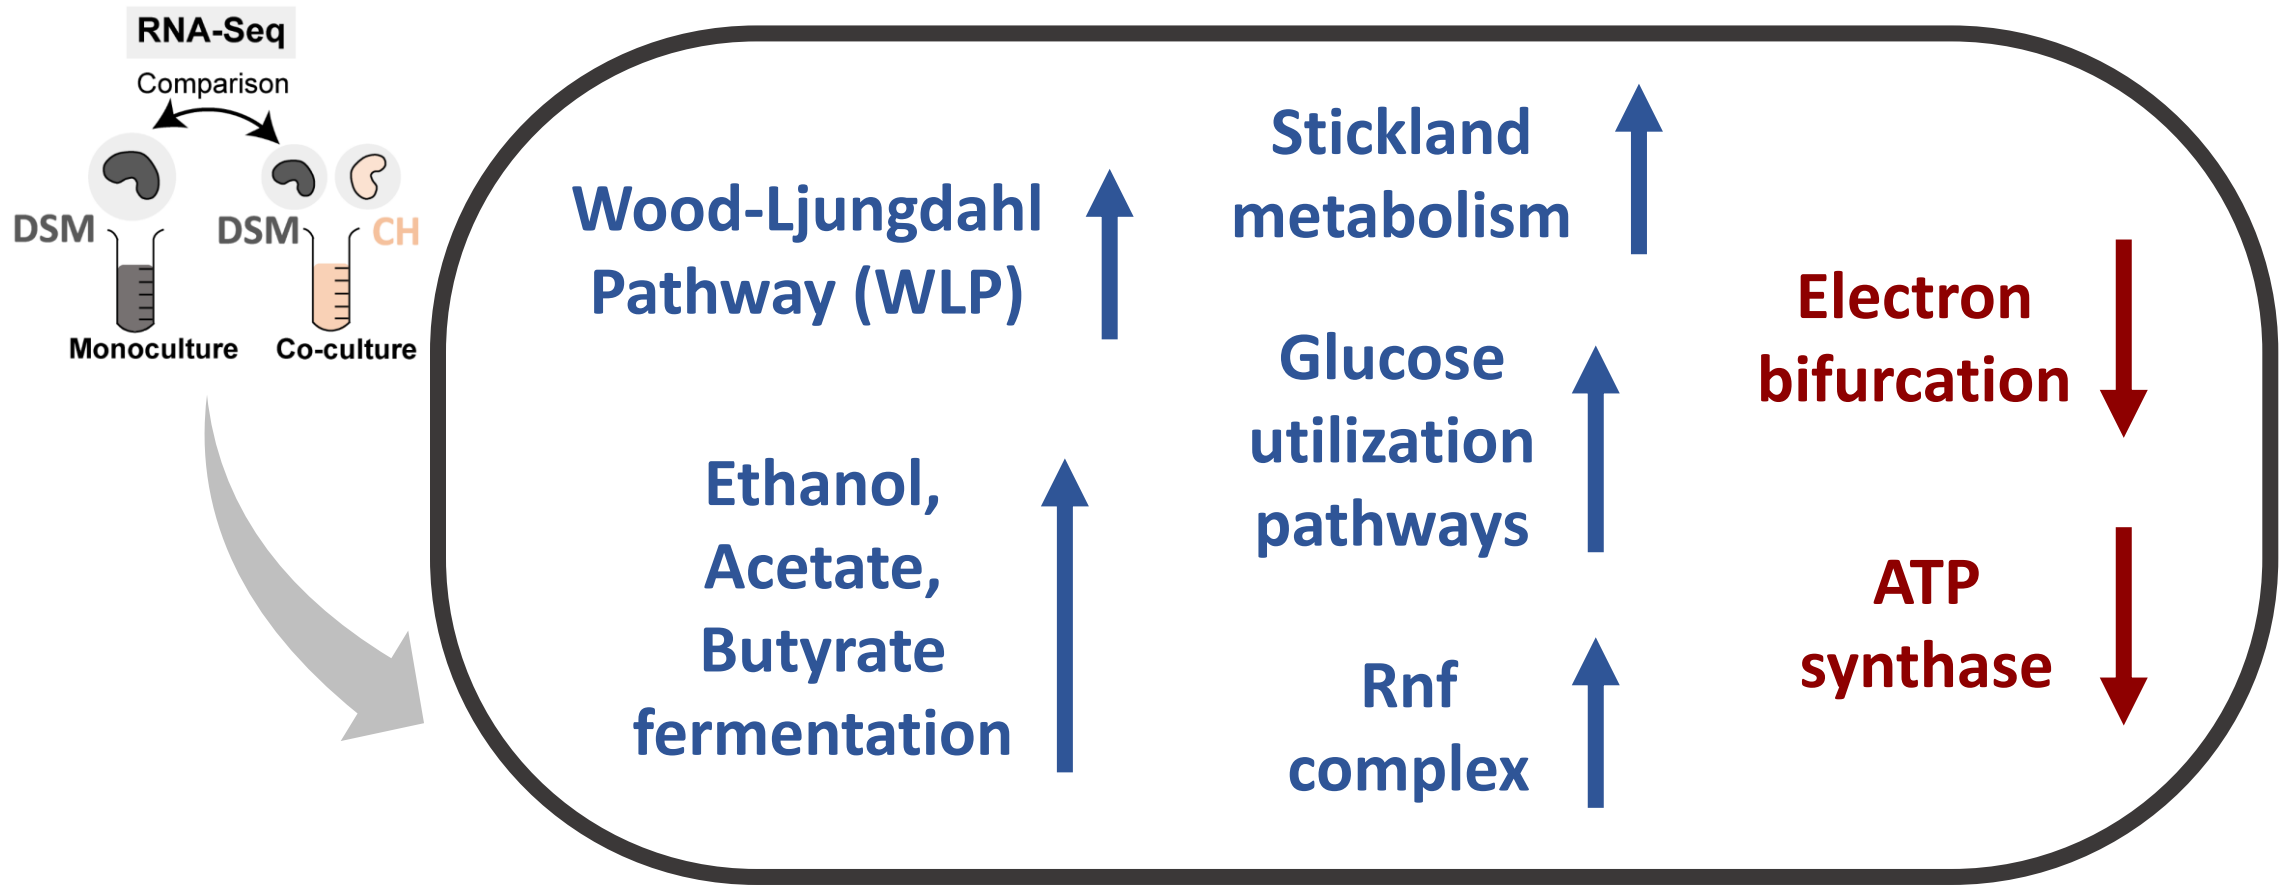 RNA-Seq
Comparison
DSM
DSM
CH
Monoculture
Co-culture
Wood-Ljungdahl
Pathway (WLP)
Ethanol,
Acetate,
Butyrate
fermentation
Stickland
metabolism
Glucose
utilization
pathways
Rnf
complex
Electron
bifurcation
ATP
synthase